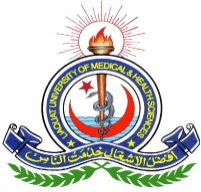 LIAQUAT UNIVERSITY OF MEDICAL & HEALTH SCIENCES
افضل الاشغال خدمت الناس